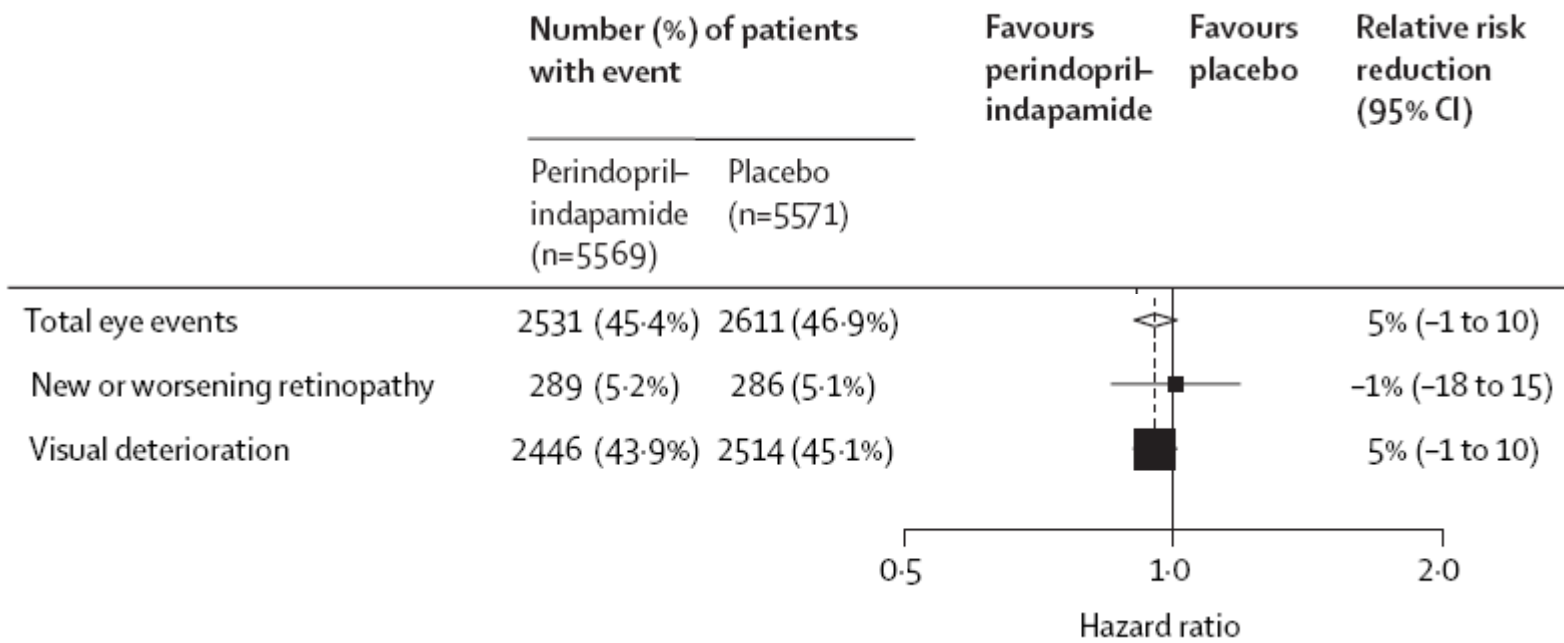 Number (%) of patients
with event
Favours
perindopril–
indapamide
Favours
placebo
Relative risk
reduction
(95% CI)
Perindopril–
indapamide
(n=5569)
Placebo
(n=5571)
Total eye events 2531 (45·4%) 2611 (46·9%) 5% (–1 to 10)
New or worsening retinopathy 289 (5·2%) 286 (5·1%) –1% (–18 to 15)
Visual deterioration 2446 (43·9%) 2514 (45·1%) 5% (–1 to 10)
0·5 1·0 2·0
Hazard ratio